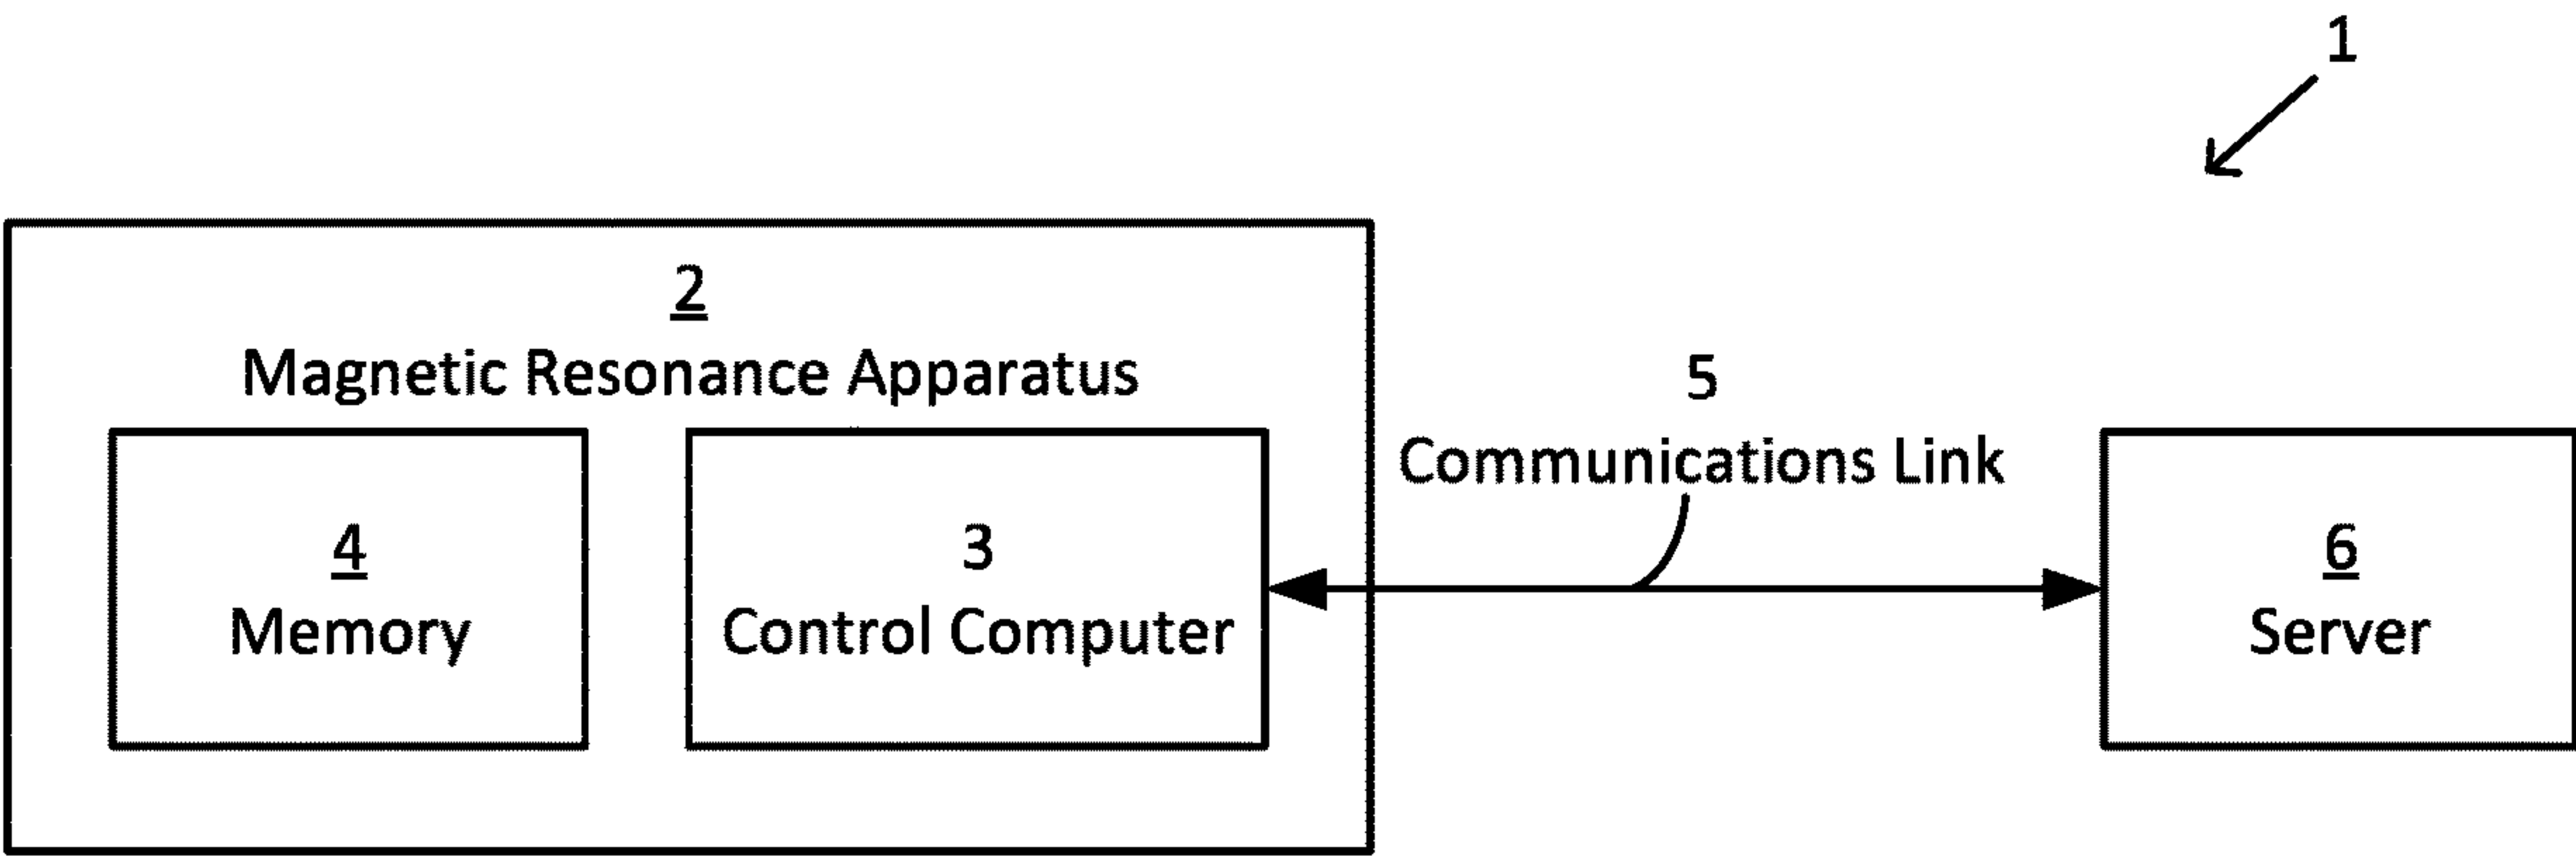 1
2
Magnetic Resonance Apparatus
5
Communications Link
4
Memory
3
Control Computer
6
Server